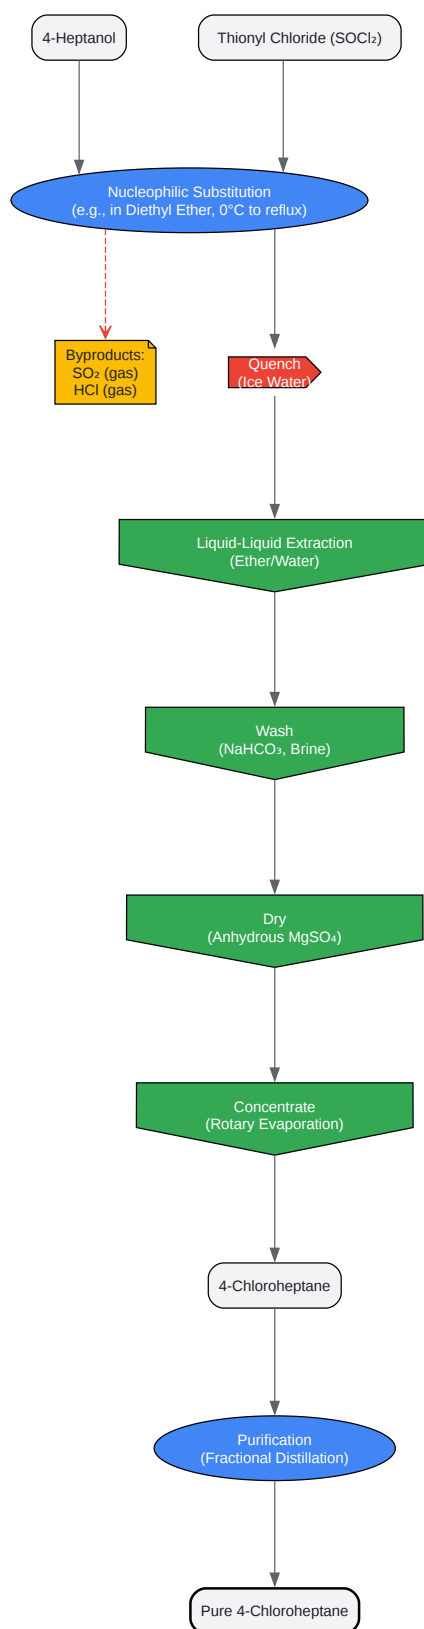 4-Heptanol
Thionyl Chloride (SOCl₂)
Nucleophilic Substitution
(e.g., in Diethyl Ether, 0°C to reflux)
Byproducts:
SO₂ (gas)
HCl (gas)
Quench
(Ice Water)
Liquid-Liquid Extraction
(Ether/Water)
Wash
(NaHCO₃, Brine)
Dry
(Anhydrous MgSO₄)
Concentrate
(Rotary Evaporation)
4-Chloroheptane
Purification
(Fractional Distillation)
Pure 4-Chloroheptane